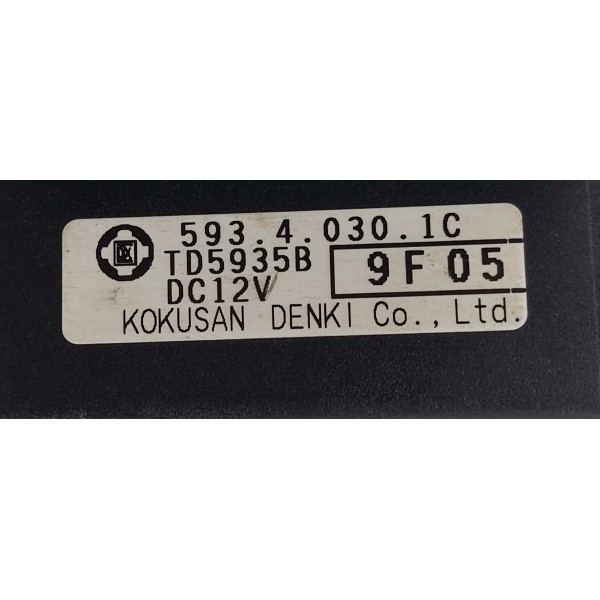 593.4.030.1C
TD5935B
9F05
DC12V
KOKUSAN DENKI Co., Ltd.